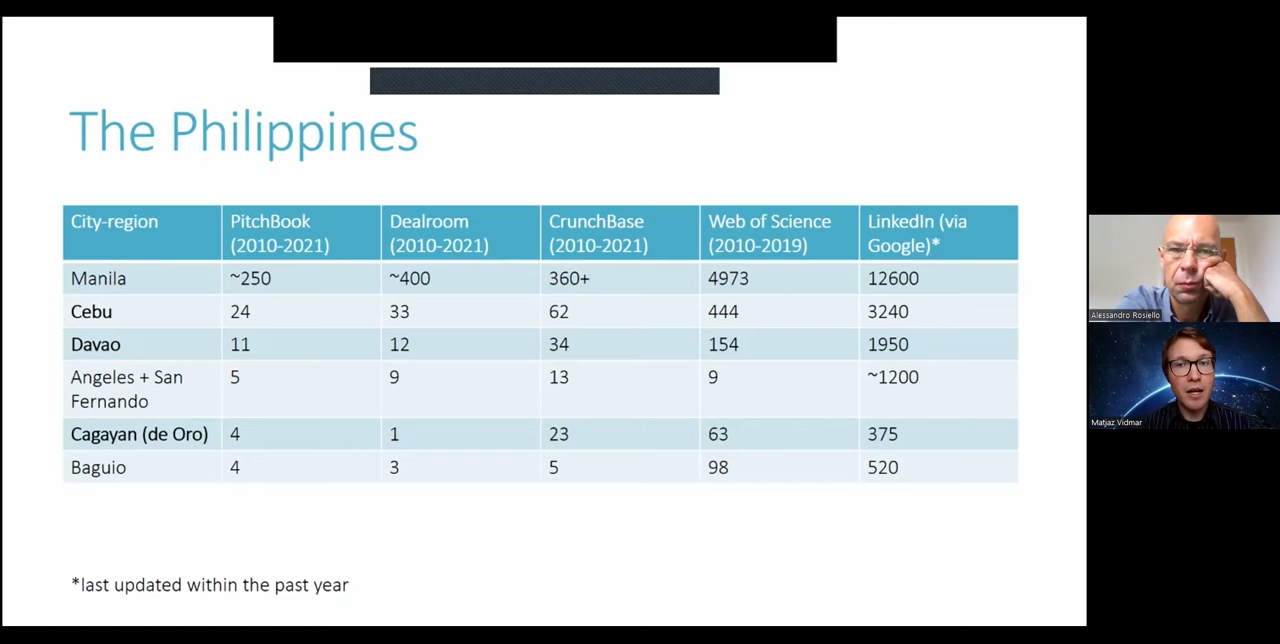 The Philippines
City-region PitchBook (2010-2021) Dealroom (2010-2021) CrunchBase (2010-2021) Web of Science (2010-2019) LinkedIn (via Google)*
Manila ~250 ~400 360+ 4973 12600
Cebu 24 33 62 444 3240
Davao 11 12 34 154 1950
Angeles + San Fernando 5 9 13 9 ~1200
Cagayan (de Oro) 4 1 23 63 375
Baguio 4 3 5 98 520
*last updated within the past year
Alessandro Rosiello
Matjaz Vidmar